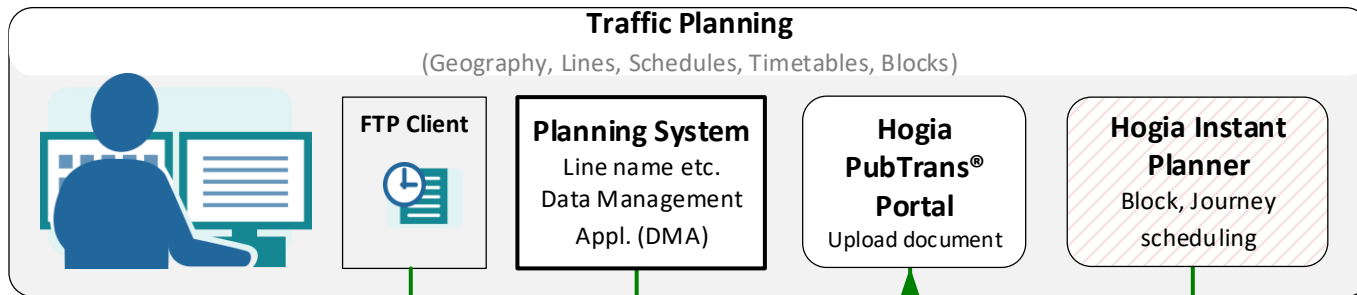 Traffic Planning
(Geography, Lines, Schedules, Timetables, Blocks)
FTP Client
Planning System
Line name etc.
Data Management
Appl. (DMA)
Hogia
PubTrans®
Portal
Upload document
Hogia Instant
Planner
Block, Journey
scheduling